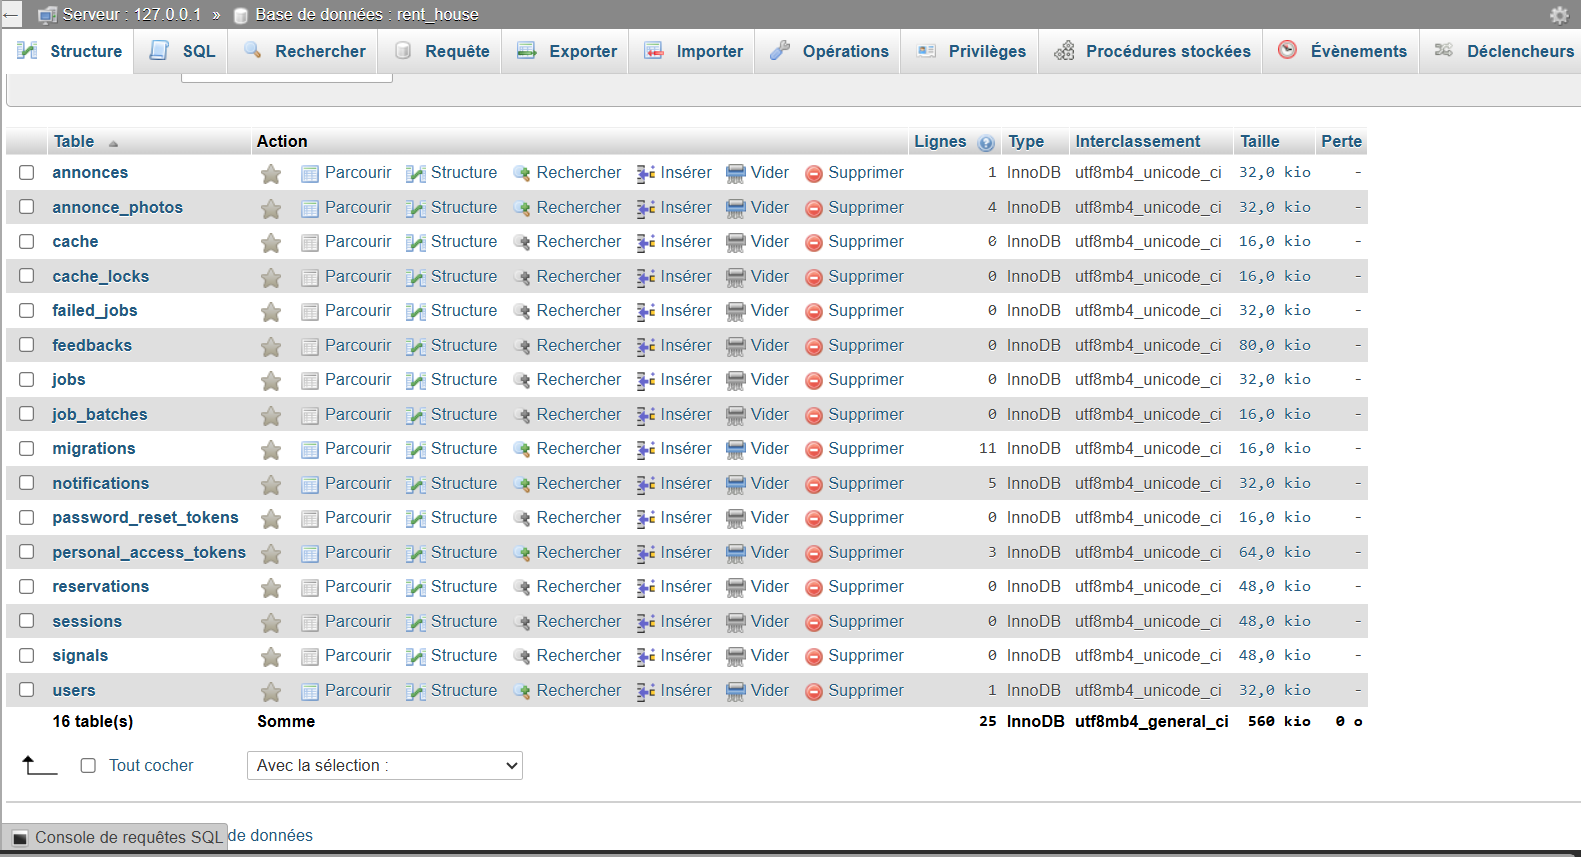 ← Serveur : 127.0.0.1 » Base de données : rent_house
Structure SQL Rechercher Requête Exporter Importer Opérations Privilèges Procédures stockées Évènements Déclencheurs
Table Action Lignes ? Type Interclassement Taille Perte
annonces Parcourir Structure Rechercher Insérer Vider Supprimer 1 InnoDB utf8mb4_unicode_ci 32,0 kio -
annonce_photos Parcourir Structure Rechercher Insérer Vider Supprimer 4 InnoDB utf8mb4_unicode_ci 32,0 kio -
cache Parcourir Structure Rechercher Insérer Vider Supprimer 0 InnoDB utf8mb4_unicode_ci 16,0 kio -
cache_locks Parcourir Structure Rechercher Insérer Vider Supprimer 0 InnoDB utf8mb4_unicode_ci 16,0 kio -
failed_jobs Parcourir Structure Rechercher Insérer Vider Supprimer 0 InnoDB utf8mb4_unicode_ci 32,0 kio -
feedbacks Parcourir Structure Rechercher Insérer Vider Supprimer 0 InnoDB utf8mb4_unicode_ci 80,0 kio -
jobs Parcourir Structure Rechercher Insérer Vider Supprimer 0 InnoDB utf8mb4_unicode_ci 32,0 kio -
job_batches Parcourir Structure Rechercher Insérer Vider Supprimer 0 InnoDB utf8mb4_unicode_ci 16,0 kio -
migrations Parcourir Structure Rechercher Insérer Vider Supprimer 11 InnoDB utf8mb4_unicode_ci 16,0 kio -
notifications Parcourir Structure Rechercher Insérer Vider Supprimer 5 InnoDB utf8mb4_unicode_ci 32,0 kio -
password_reset_tokens Parcourir Structure Rechercher Insérer Vider Supprimer 0 InnoDB utf8mb4_unicode_ci 16,0 kio -
personal_access_tokens Parcourir Structure Rechercher Insérer Vider Supprimer 3 InnoDB utf8mb4_unicode_ci 64,0 kio -
reservations Parcourir Structure Rechercher Insérer Vider Supprimer 0 InnoDB utf8mb4_unicode_ci 48,0 kio -
sessions Parcourir Structure Rechercher Insérer Vider Supprimer 0 InnoDB utf8mb4_unicode_ci 48,0 kio -
signals Parcourir Structure Rechercher Insérer Vider Supprimer 0 InnoDB utf8mb4_unicode_ci 48,0 kio -
users Parcourir Structure Rechercher Insérer Vider Supprimer 1 InnoDB utf8mb4_unicode_ci 32,0 kio -
16 table(s) Somme 25 InnoDB utf8mb4_general_ci 560 kio 0 o
Tout cocher Avec la sélection :
Console de requêtes SQL de données